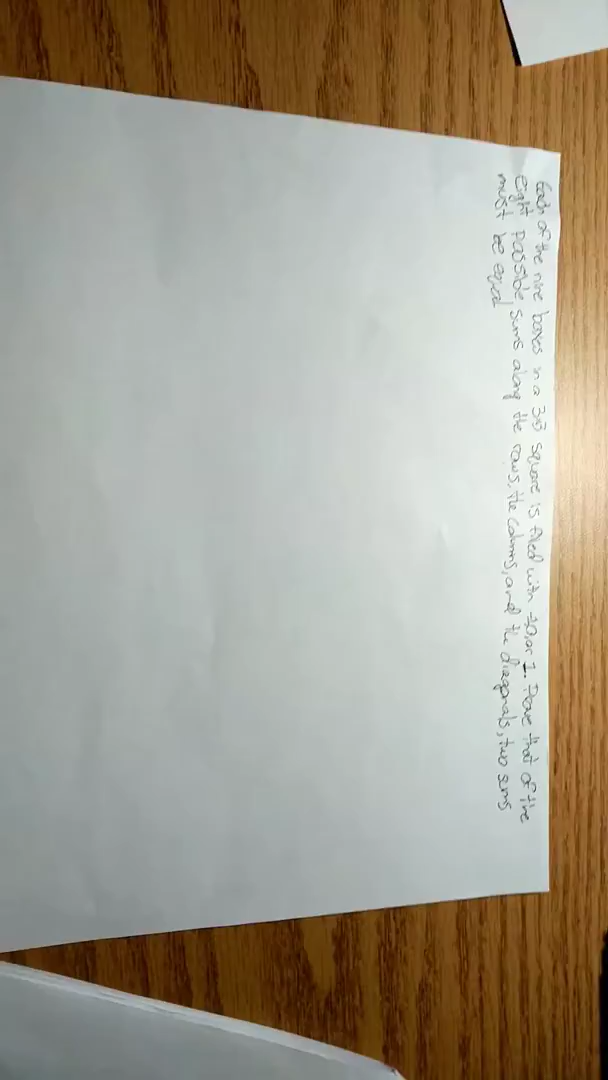 Each of the nine boxes in a 3x3 square is filled with -1,0, or 1. Prove that of the
eight possible sums along the rows, the columns, and the diagonals, two sums
must be equal